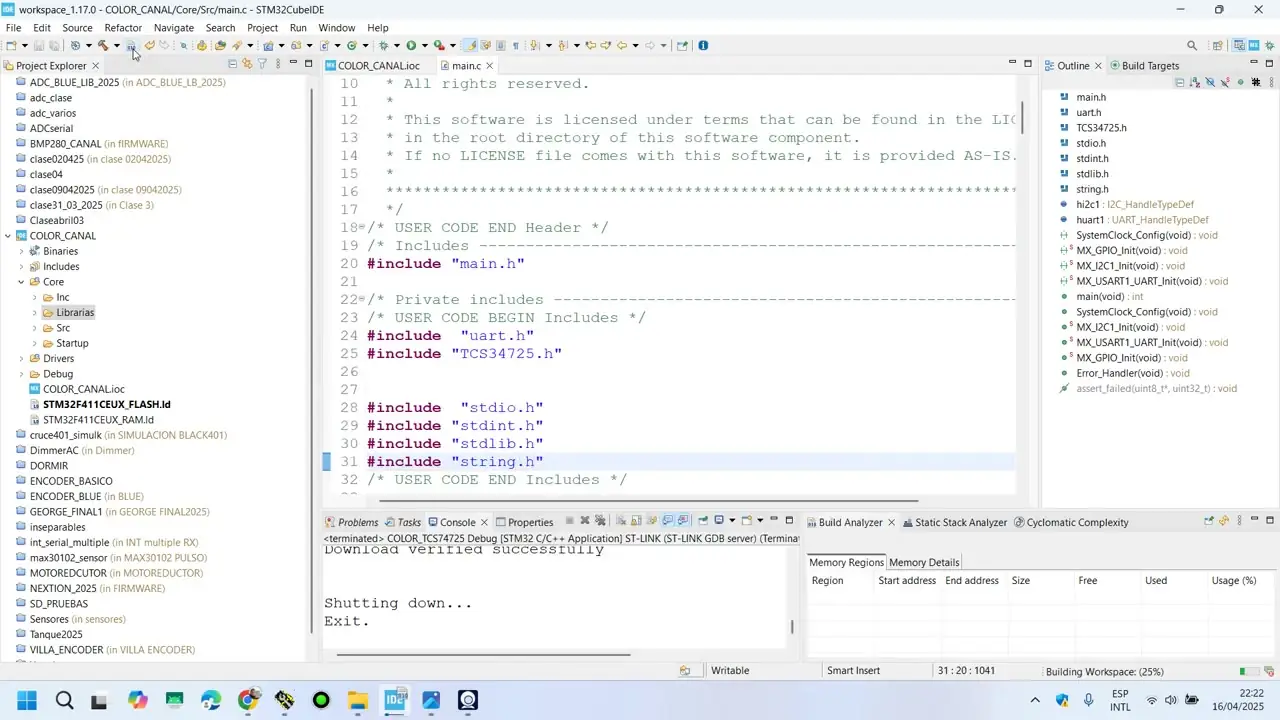 workspace_1.17.0 - COLOR_CANAL/Core/Src/main.c - STM32CubeIDE
File Edit Source Refactor Navigate Search Project Run Window Help
Project Explorer
ADC_BLUE_LIB_2025 (in ADC_BLUE_LB_2025)
adc_clase
adc_varios
ADCserial
BMP280_CANAL (in fIRMWARE)
clase020425 (in clase 02042025)
clase04
clase09042025 (in clase 09042025)
clase31_03_2025 (in Clase 3)
Claseabril03
COLOR_CANAL
Binaries
Includes
Core
Inc
Librarias
Src
Startup
Drivers
Debug
COLOR_CANAL.ioc
STM32F411CEUX_FLASH.ld
STM32F411CEUX_RAM.ld
cruce401_simulk (in SIMULACION BLACK401)
DimmerAC (in Dimmer)
DORMIR
ENCODER_BASICO
ENCODER_BLUE (in BLUE)
GEORGE_FINAL1 (in GEORGE FINAL2025)
inseparables
int_serial_multiple (in INT multiple RX)
max30102_sensor (in MAX30102 PULSO)
MOTOREDCUTOR (in MOTOREDUCTOR)
NEXTION_2025 (in FIRMWARE)
SD_PRUEBAS
Sensores (in sensores)
Tanque2025
VILLA_ENCODER (in VILLA ENCODER)
COLOR_CANAL.ioc main.c
10 * All rights reserved.
11 *
12 * This software is licensed under terms that can be found in the LIC
13 * in the root directory of this software component.
14 * If no LICENSE file comes with this software, it is provided AS-IS.
15 *
16 ******************************************************************************
17 */
18 /* USER CODE END Header */
19 /* Includes ------------------------------------------------------------------
20 #include "main.h"
21
22 /* Private includes ----------------------------------------------------------
23 /* USER CODE BEGIN Includes */
24 #include "uart.h"
25 #include "TCS34725.h"
26
27
28 #include "stdio.h"
29 #include "stdint.h"
30 #include "stdlib.h"
31 #include "string.h"
32 /* USER CODE END Includes */
Outline Build Targets
main.h
uart.h
TCS34725.h
stdio.h
stdint.h
stdlib.h
string.h
hi2c1 : I2C_HandleTypeDef
huart1 : UART_HandleTypeDef
SystemClock_Config(void) : void
MX_GPIO_Init(void) : void
MX_I2C1_Init(void) : void
MX_USART1_UART_Init(void) : void
main(void) : int
SystemClock_Config(void) : void
MX_I2C1_Init(void) : void
MX_USART1_UART_Init(void) : void
MX_GPIO_Init(void) : void
Error_Handler(void) : void
assert_failed(uint8_t*, uint32_t) : void
Problems Tasks Console Properties
<terminated> COLOR_TCS74725 Debug [STM32 C/C++ Application] ST-LINK (ST-LINK GDB server) (Terminat
Download verified successfully
Shutting down...
Exit.
Build Analyzer Static Stack Analyzer Cyclomatic Complexity
Memory Regions Memory Details
Region Start address End address Size Free Used Usage (%)
Writable Smart Insert 31 : 20 : 1041 Building Workspace: (25%)
IDE
ESP
INTL
22:22
16/04/2025